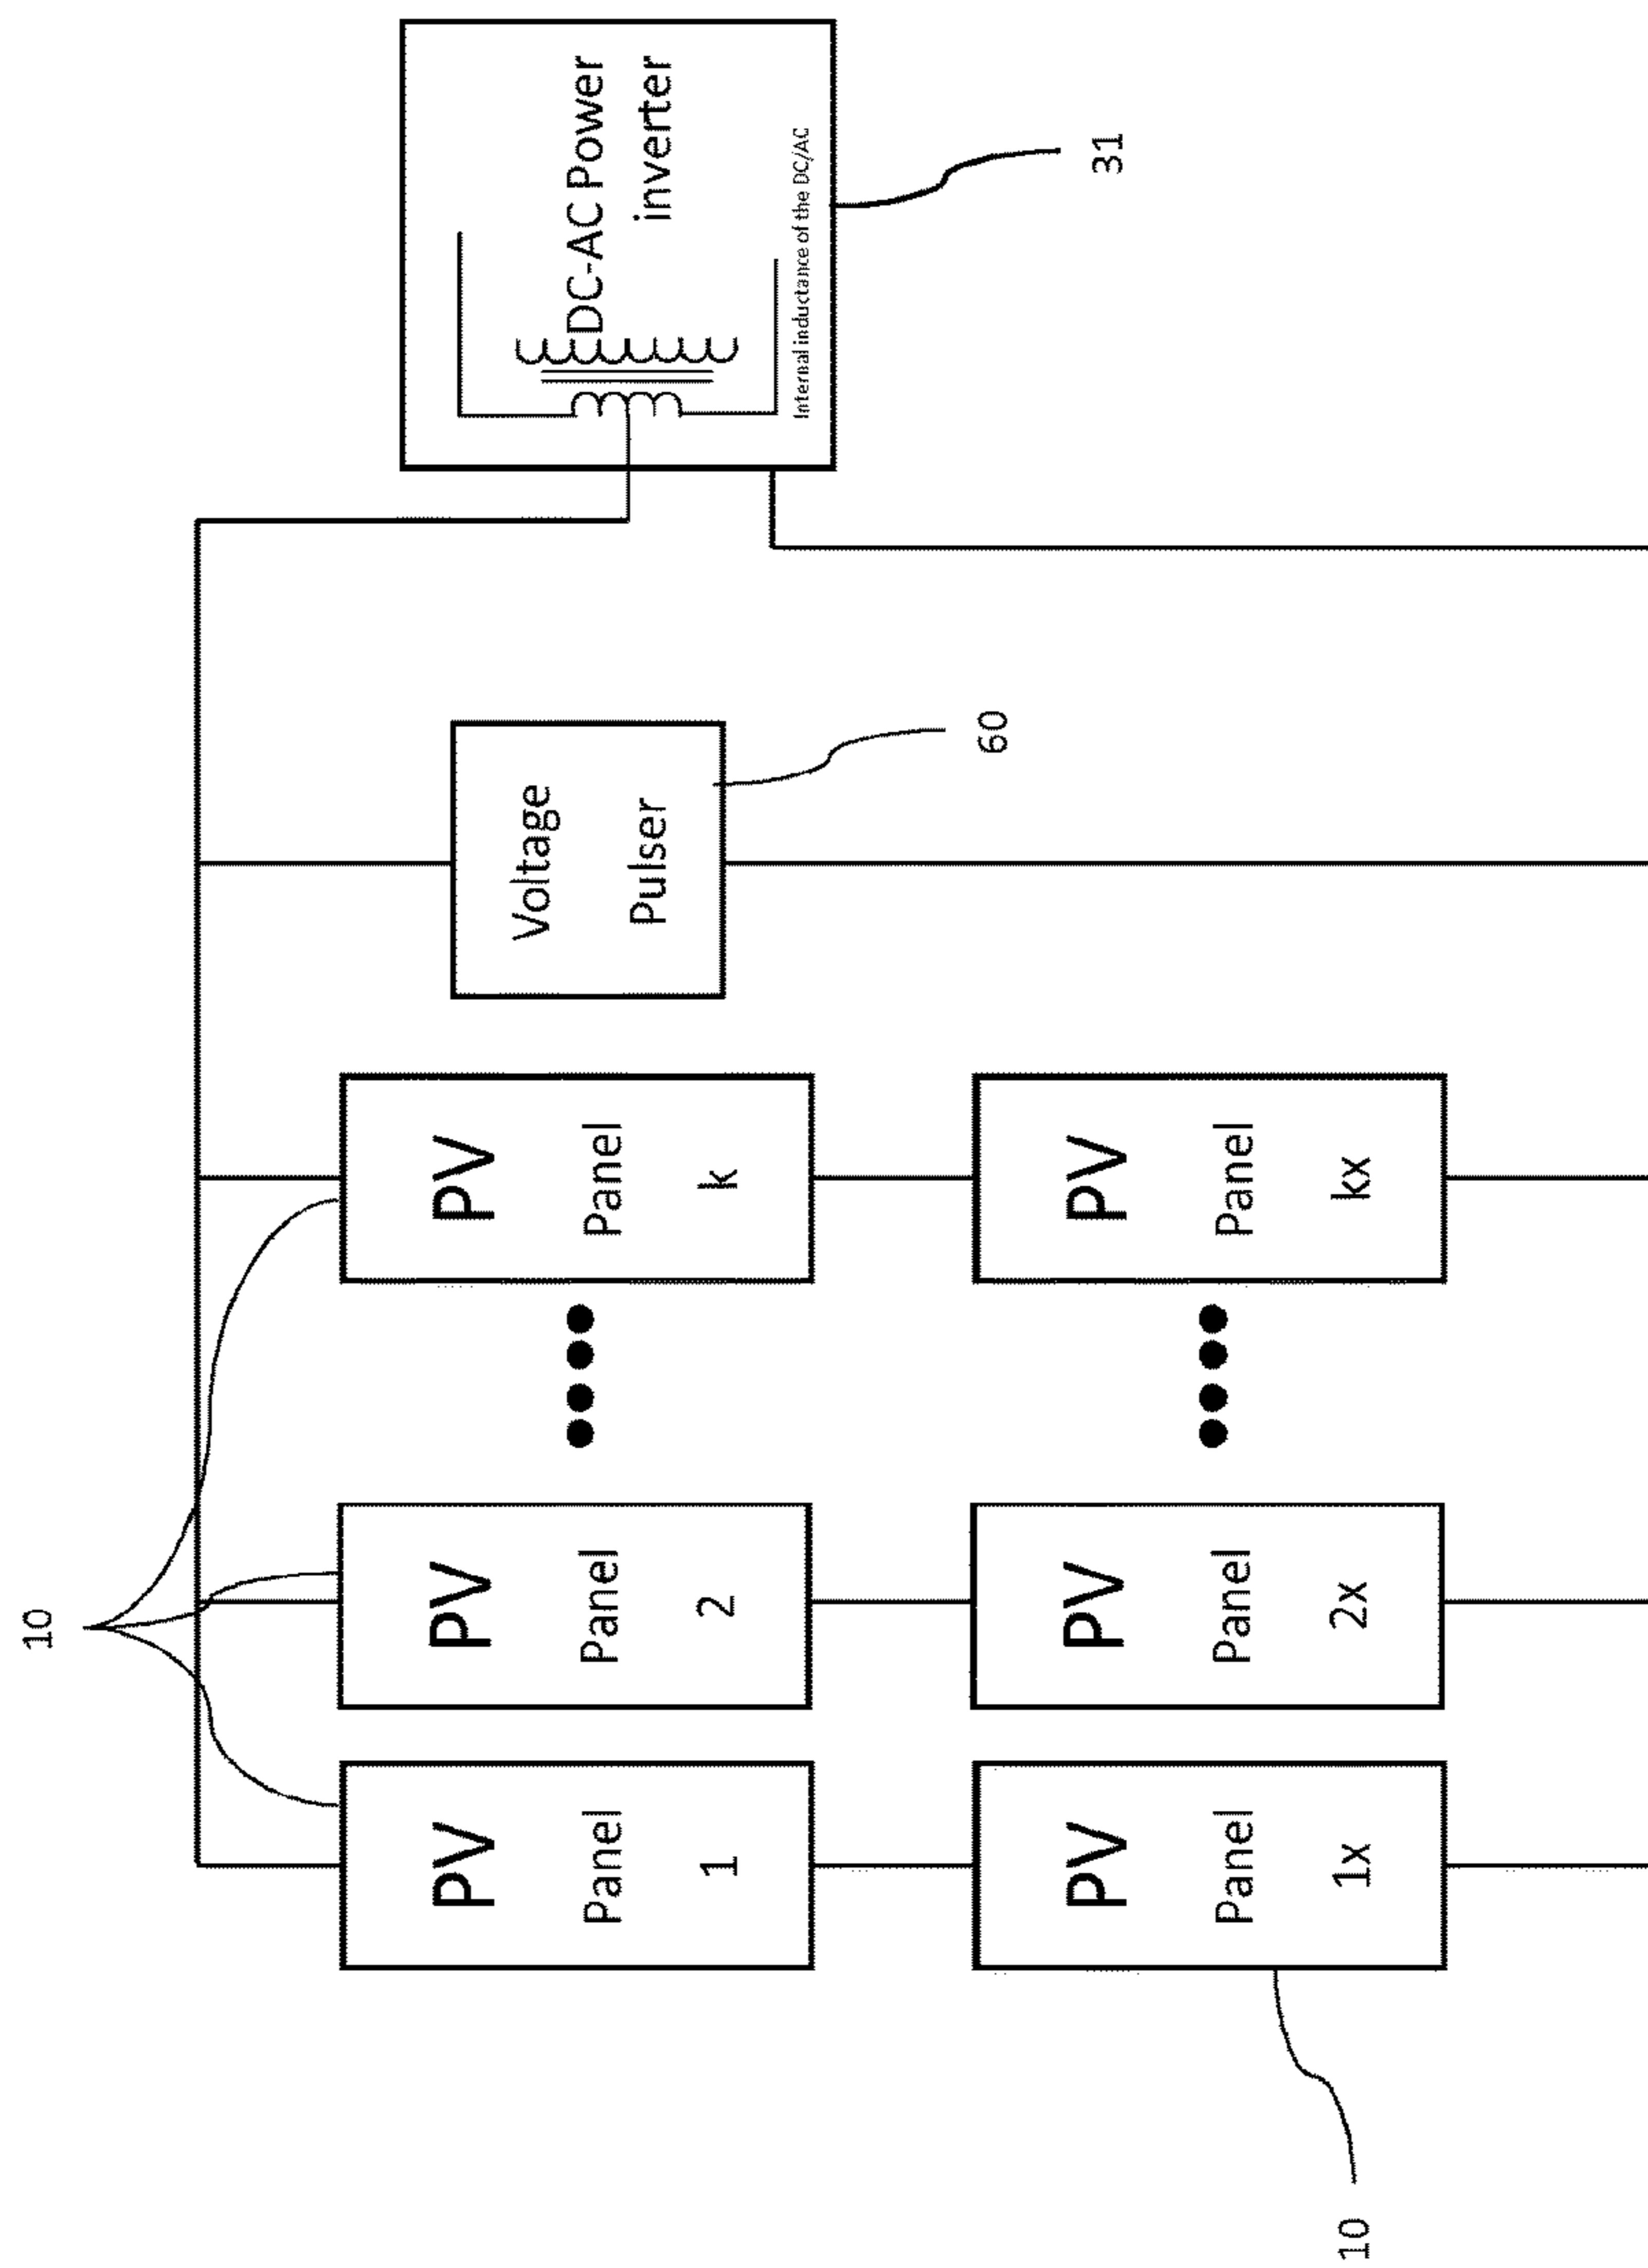 10
PV
Panel
1
PV
Panel
2
PV
Panel
k
Voltage
Pulser
60
DC-AC Power
inverter
Internal inductance of the DC/AC
31
PV
Panel
1x
PV
Panel
2x
PV
Panel
kx
10